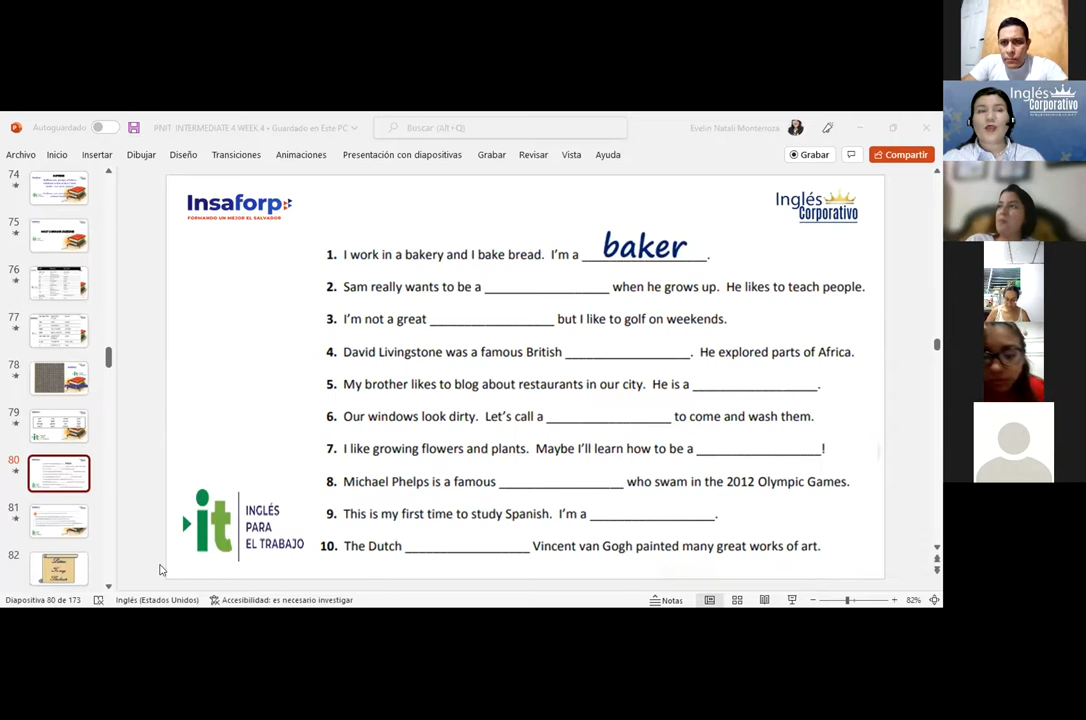 Inglés
Corporativo
Autoguardado
PNIT INTERMEDIATE 4 WEEK 4 • Guardado en Este PC
Buscar (Alt+Q)
Evelin Natali Monterroza
Archivo Inicio Insertar Dibujar Diseño Transiciones Animaciones Presentación con diapositivas Grabar Revisar Vista Ayuda
Grabar
Compartir
74
75
76
77
78
79
80
81
82
Insaforp
FORMANDO UN MEJOR EL SALVADOR
Inglés
Corporativo
1. I work in a bakery and I bake bread. I'm a baker.
2. Sam really wants to be a ____________ when he grows up. He likes to teach people.
3. I'm not a great ____________ but I like to golf on weekends.
4. David Livingstone was a famous British ____________. He explored parts of Africa.
5. My brother likes to blog about restaurants in our city. He is a ____________.
6. Our windows look dirty. Let's call a ____________ to come and wash them.
7. I like growing flowers and plants. Maybe I'll learn how to be a ____________!
8. Michael Phelps is a famous ____________ who swam in the 2012 Olympic Games.
9. This is my first time to study Spanish. I'm a ____________.
10. The Dutch ____________ Vincent van Gogh painted many great works of art.
it
INGLÉS
PARA
EL TRABAJO
Diapositiva 80 de 173
Inglés (Estados Unidos)
Accesibilidad: es necesario investigar
Notas
82%